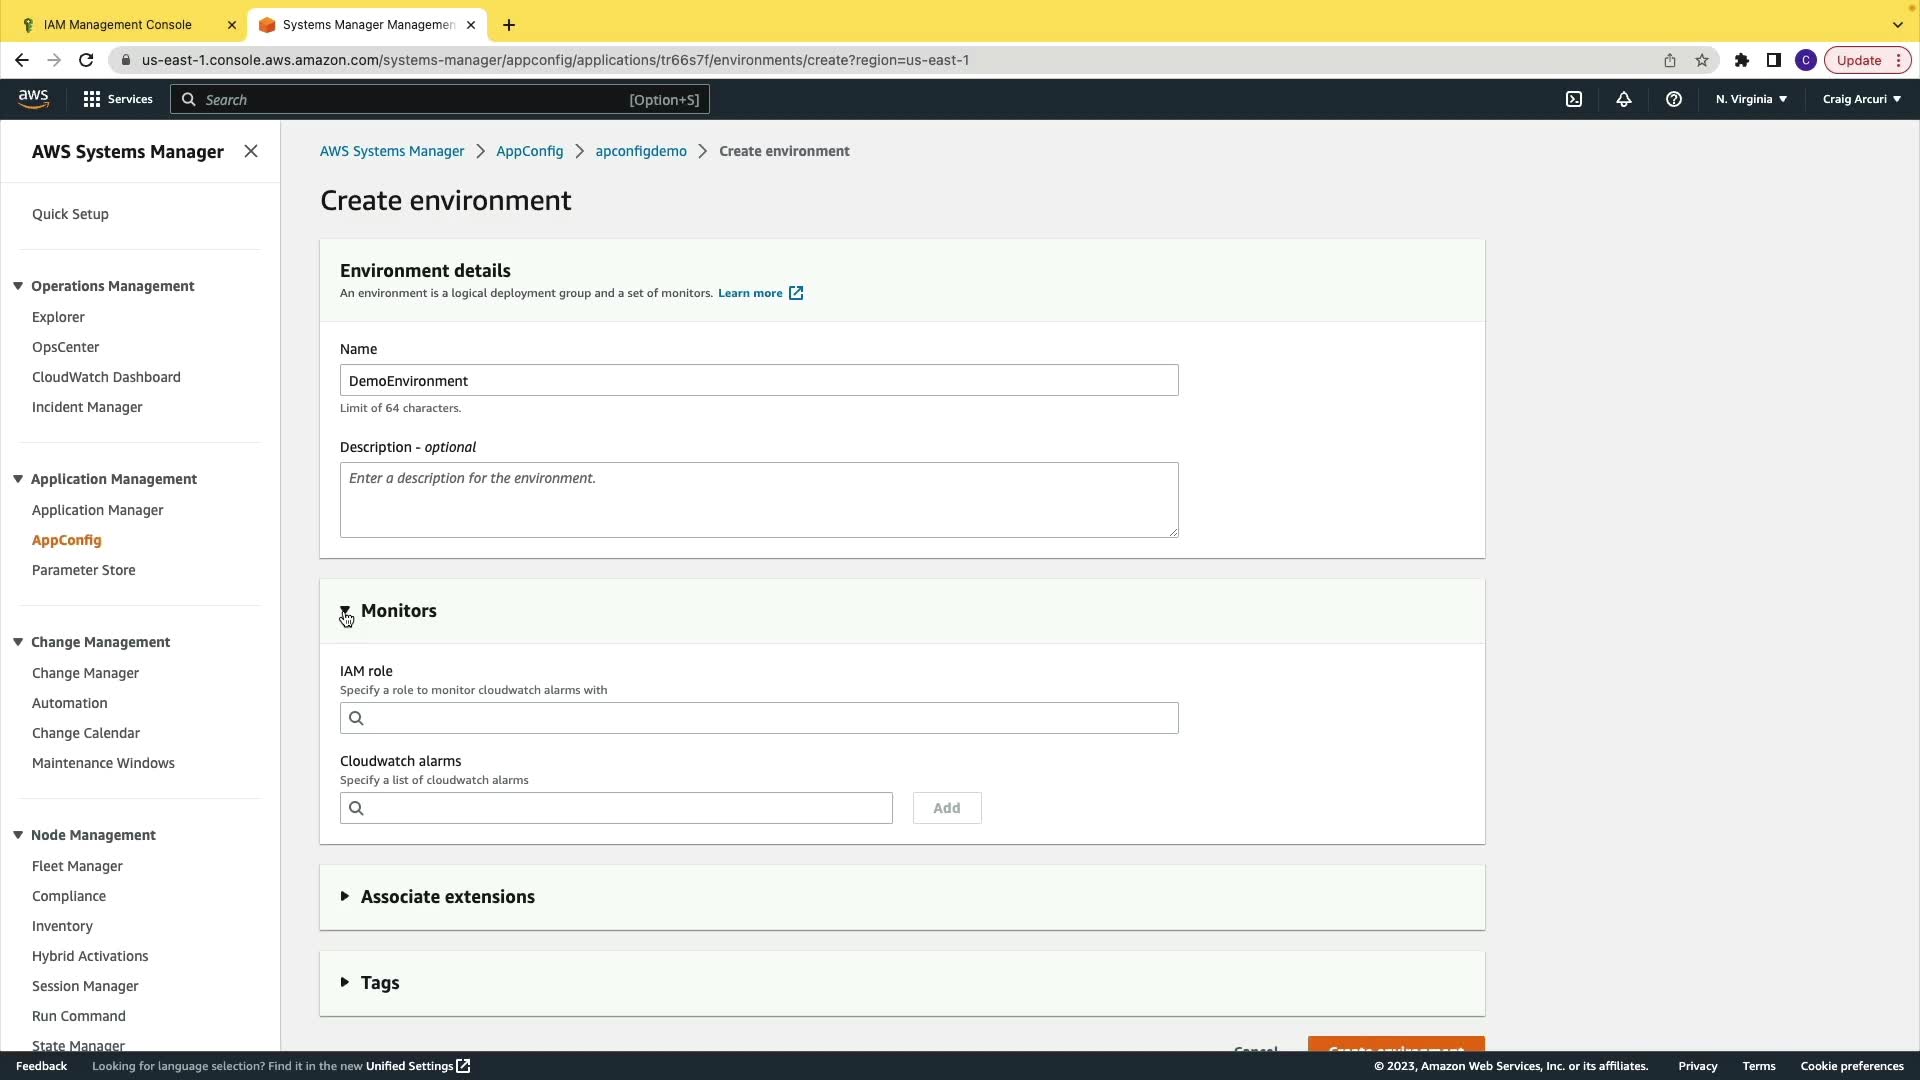 IAM Management Console
Systems Manager Managemen
us-east-1.console.aws.amazon.com/systems-manager/appconfig/applications/tr66s7f/environments/create?region=us-east-1
C
Update
aws
Services
Search
[Option+S]
N. Virginia
Craig Arcuri
AWS Systems Manager
Quick Setup
Operations Management
Explorer
OpsCenter
CloudWatch Dashboard
Incident Manager
Application Management
Application Manager
AppConfig
Parameter Store
Change Management
Change Manager
Automation
Change Calendar
Maintenance Windows
Node Management
Fleet Manager
Compliance
Inventory
Hybrid Activations
Session Manager
Run Command
State Manager
AWS Systems Manager > AppConfig > apconfigdemo > Create environment
Create environment
Environment details
An environment is a logical deployment group and a set of monitors. Learn more
Name
DemoEnvironment
Limit of 64 characters.
Description - optional
Enter a description for the environment.
Monitors
IAM role
Specify a role to monitor cloudwatch alarms with
Cloudwatch alarms
Specify a list of cloudwatch alarms
Add
Associate extensions
Tags
Cancel
Create environment
Feedback
Looking for language selection? Find it in the new Unified Settings
© 2023, Amazon Web Services, Inc. or its affiliates.
Privacy
Terms
Cookie preferences